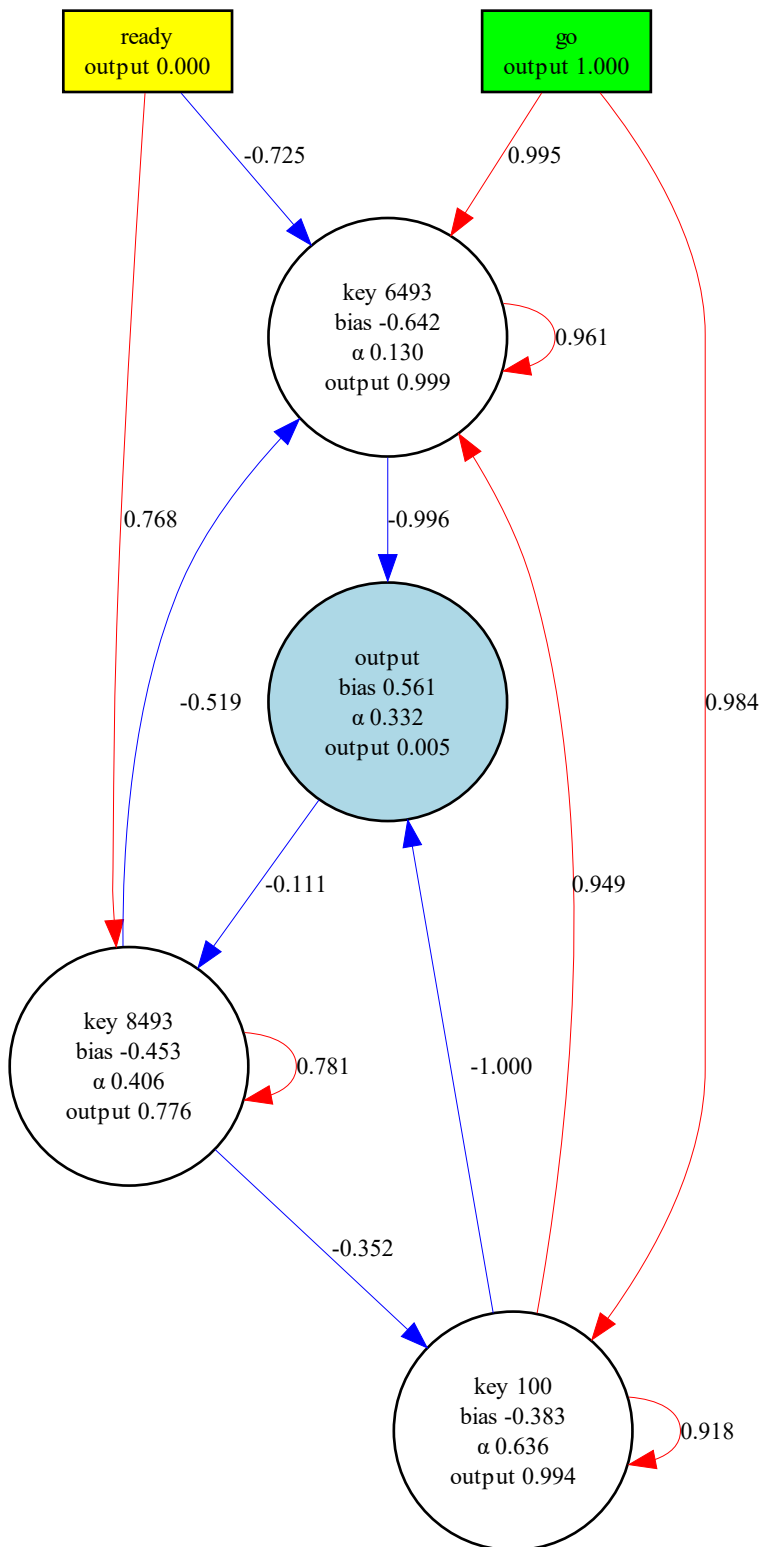 ready
output 0.000
go
output 1.000
-0.725
0.995
key 6493
bias -0.642
α 0.130
output 0.999
0.961
0.768
-0.996
output
bias 0.561
α 0.332
output 0.005
-0.519
0.984
-0.111
0.949
key 8493
bias -0.453
α 0.406
output 0.776
0.781
-1.000
-0.352
key 100
bias -0.383
α 0.636
output 0.994
0.918